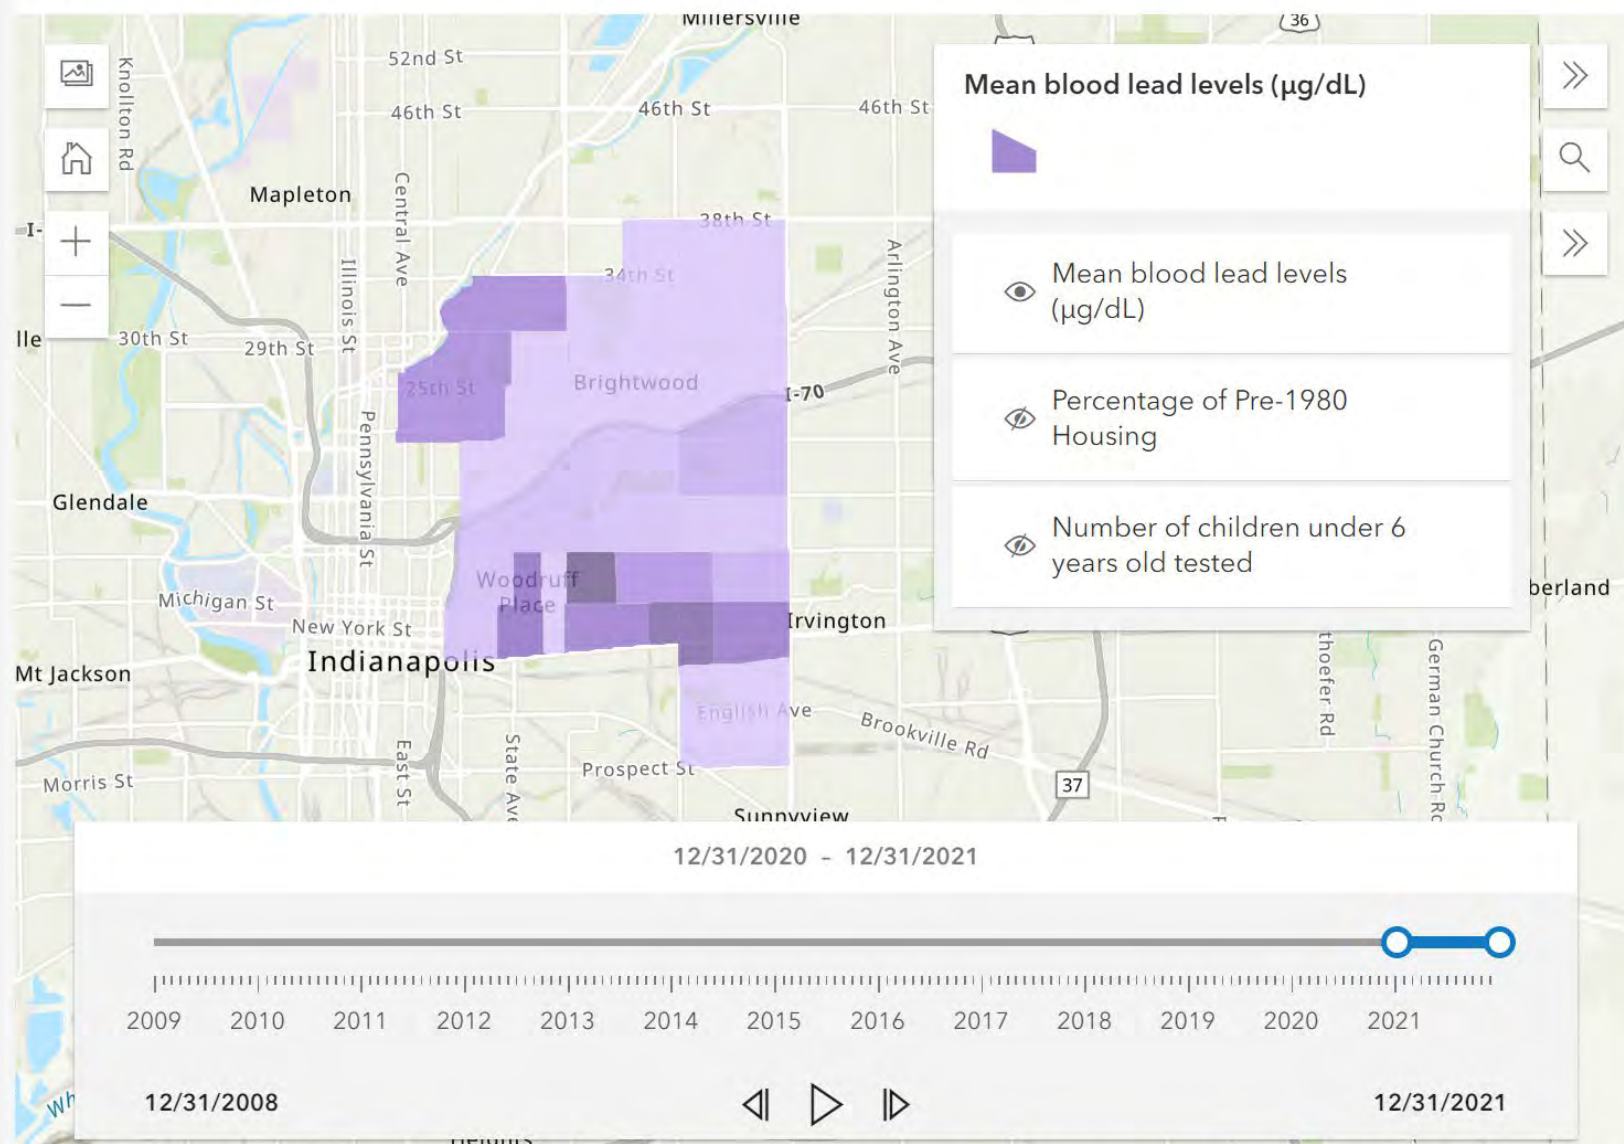 Millersville
36
52nd St
46th St
46th St
46th St
Knollton Rd
Mean blood lead levels (µg/dL)
Mapleton
Central Ave
38th St
I-
Illinois St
34th St
Arlington Ave
Mean blood lead levels
(µg/dL)
lle
30th St
29th St
25th St
Brightwood
I-70
Percentage of Pre-1980
Housing
Pennsylvania St
Glendale
Number of children under 6
years old tested
Woodruff
Place
Michigan St
New York St
Irvington
berland
Indianapolis
Mt Jackson
thoefer Rd
German Church Rd
English Ave
Brookville Rd
East St
State Ave
Prospect St
Morris St
37
Sunnyview
12/31/2020 - 12/31/2021
2009 2010 2011 2012 2013 2014 2015 2016 2017 2018 2019 2020 2021
12/31/2008
12/31/2021
Wh
Heights